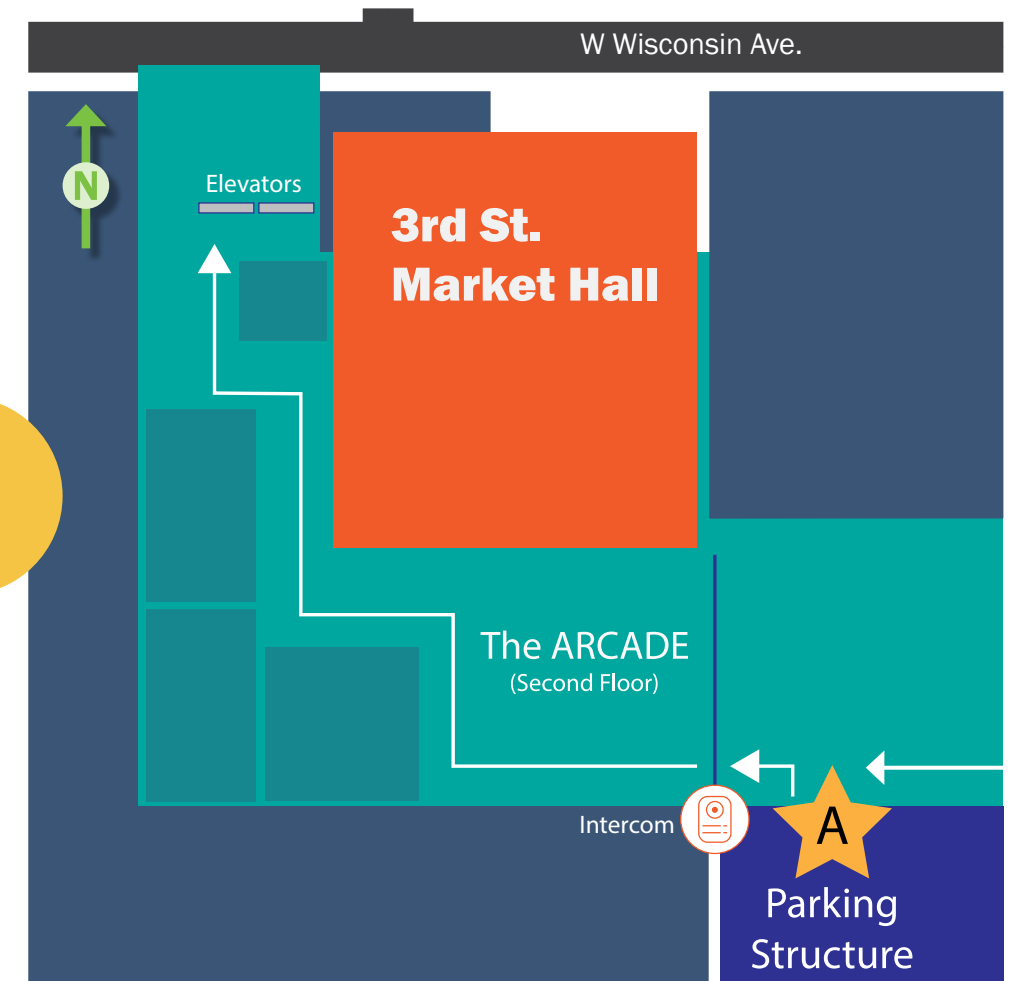 W Wisconsin Ave.
N
Elevators
3rd St.
Market Hall
The ARCADE
(Second Floor)
Intercom
A
Parking
Structure